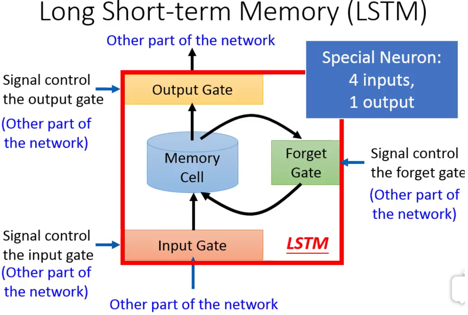 Long Short-term Memory (LSTM)
Other part of the network
Special Neuron:
4 inputs,
1 output
Signal control
the output gate
(Other part of
the network)
Output Gate
Memory
Cell
Forget
Gate
Signal control
the forget gate
(Other part of
the network)
Signal control
the input gate
(Other part of
the network)
Input Gate
LSTM
Other part of the network